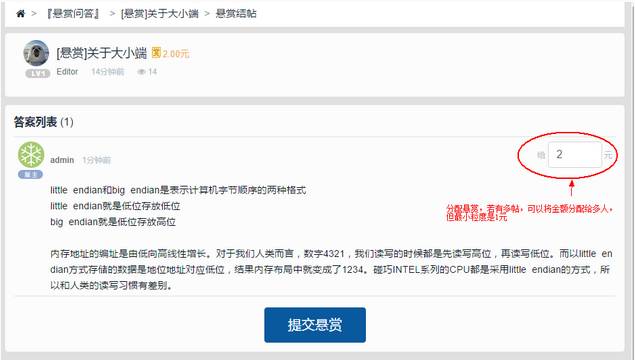 > 『悬赏问答』 > [悬赏]关于大小端 > 悬赏结帖
[悬赏]关于大小端 赏 2.00元
LV1 Editor 14分钟前 14
答案列表 (1)
admin 1分钟前
给 2 元
little endian和big endian是表示计算机字节顺序的两种格式
little endian就是低位存放低位
big endian就是低位存放高位
分配悬赏，若有多帖，可以将金额分配给多人，
但最小粒度是1元
内存地址的编址是由低向高线性增长。对于我们人类而言，数字4321，我们读写的时候都是先读写高位，再读写低位。而以little en
dian方式存储的数据是地位地址对应低位，结果内存布局中就变成了1234。碰巧INTEL系列的CPU都是采用little endian的方式，所
以和人类的读写习惯有差别。
提交悬赏